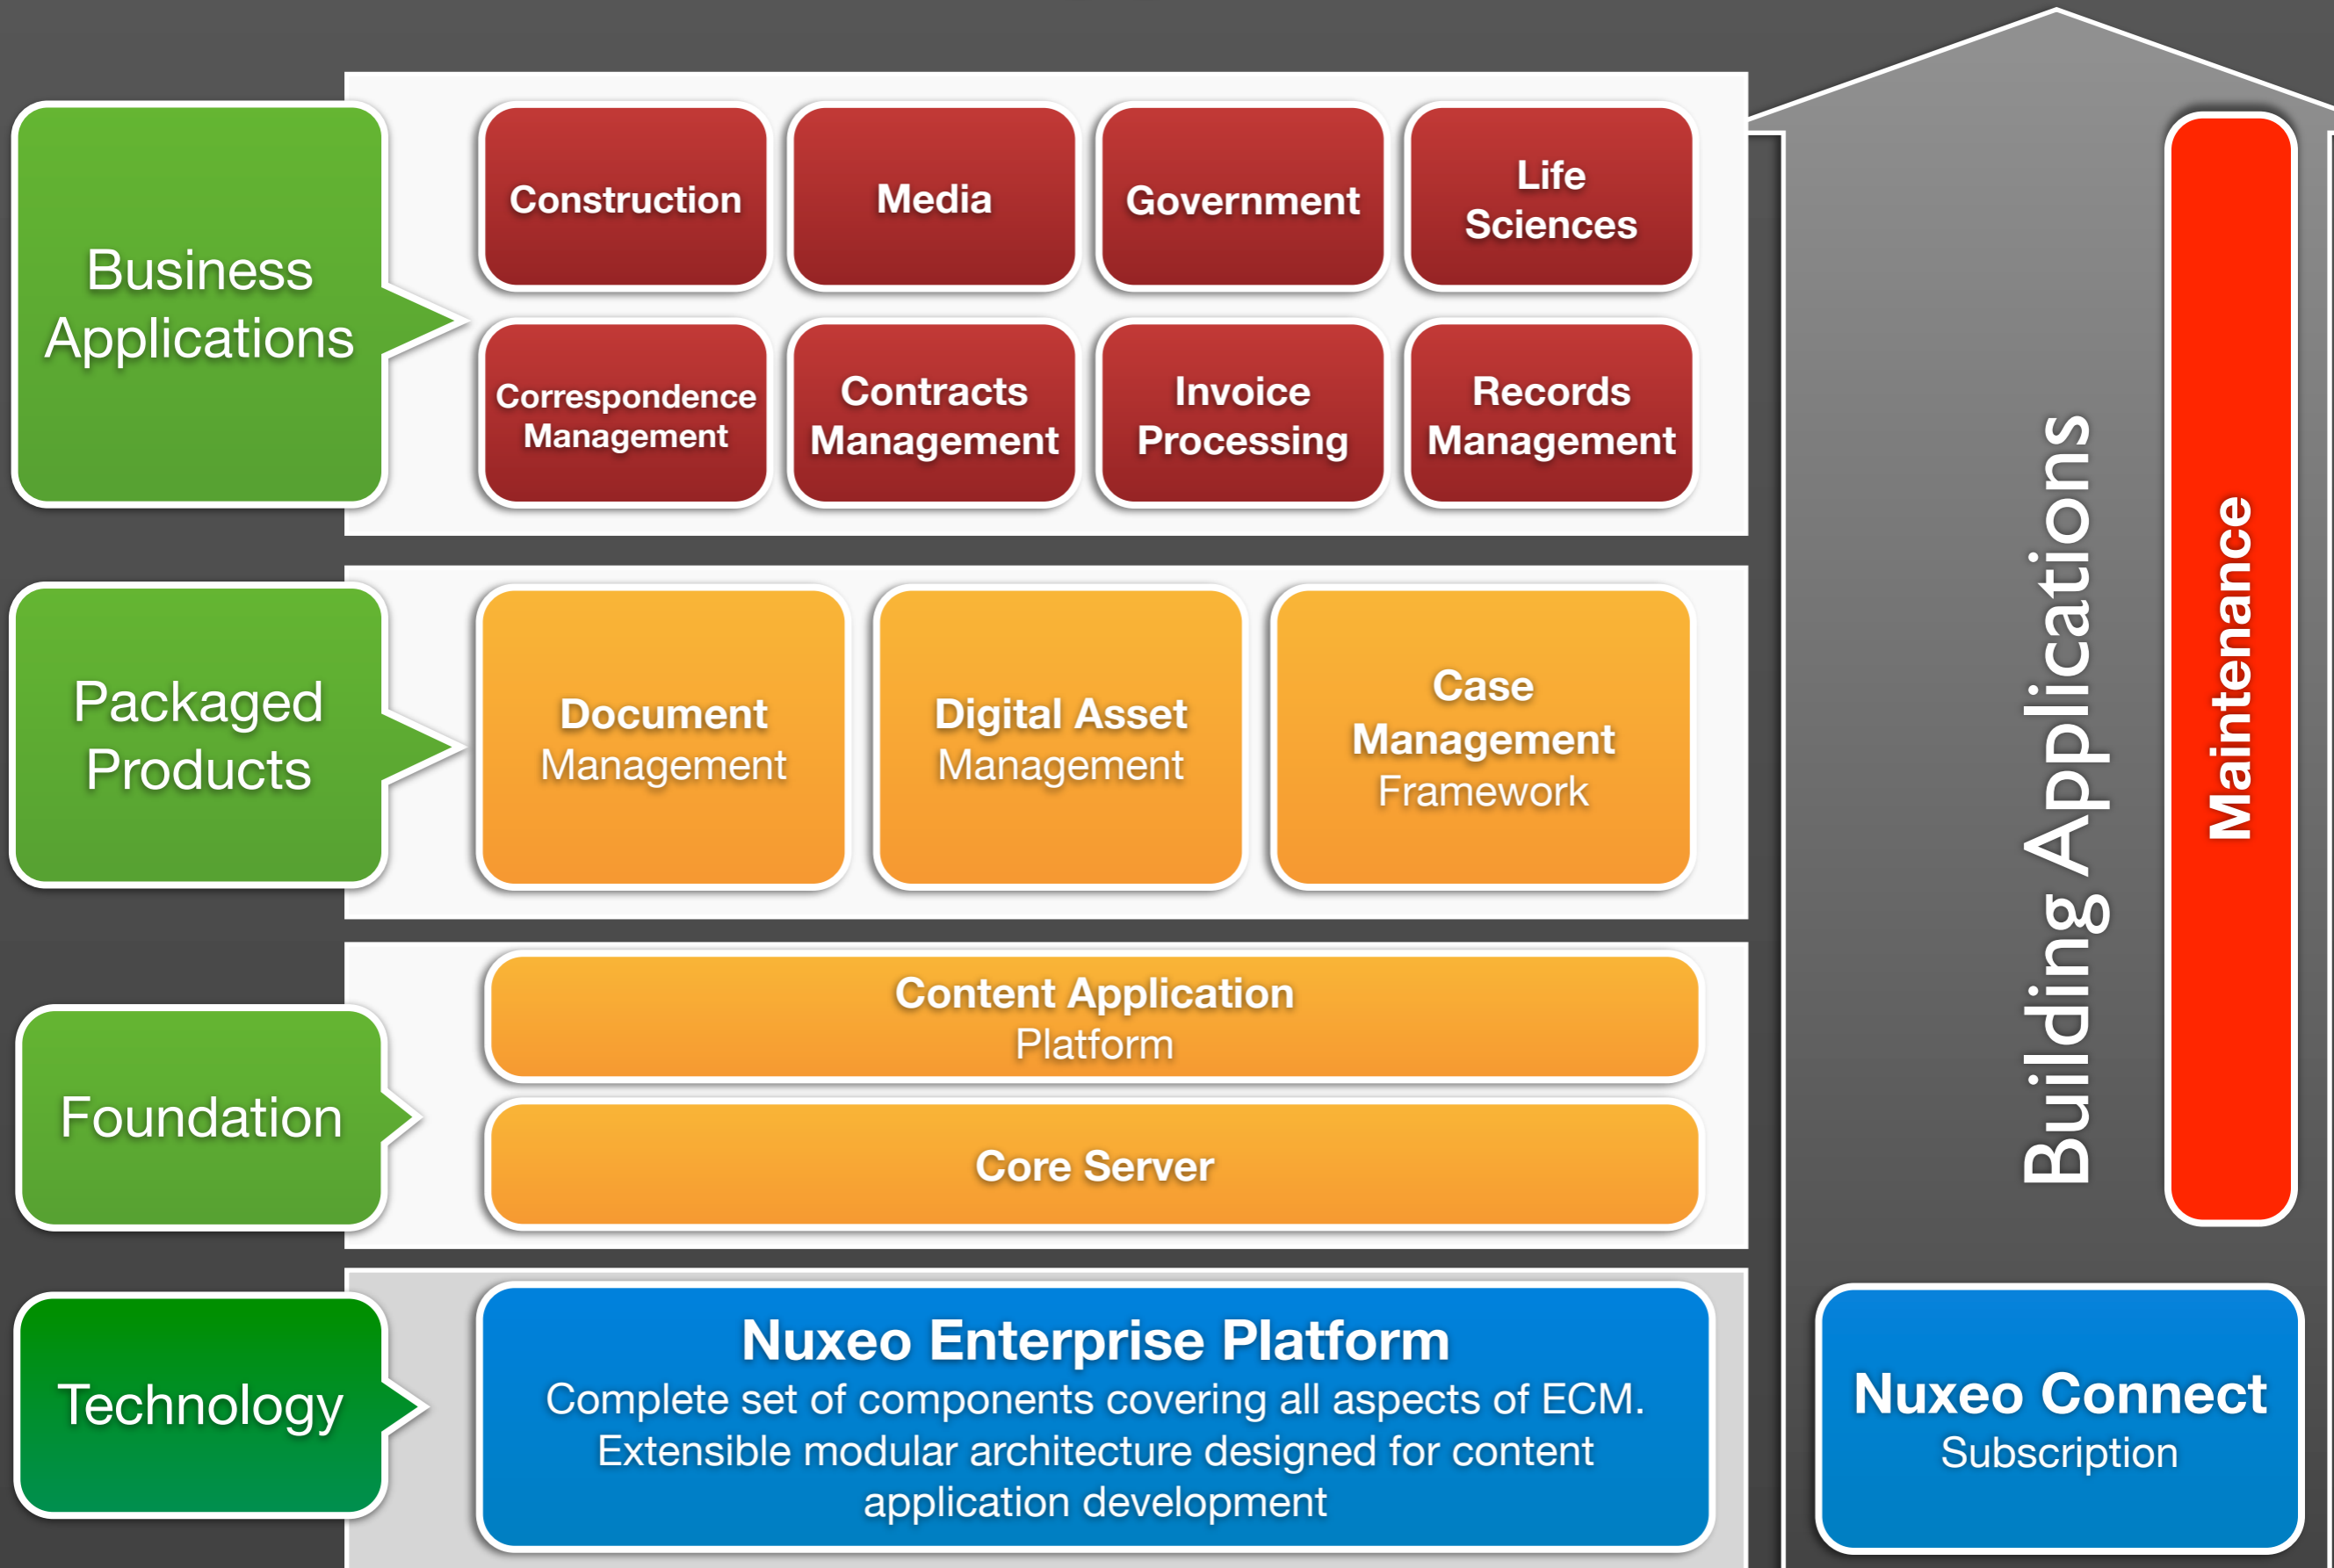 Business
Applications
Construction
Media
Government
Life
Sciences
Correspondence
Management
Contracts
Management
Invoice
Processing
Records
Management
Packaged
Products
Document
Management
Digital Asset
Management
Case
Management
Framework
Foundation
Content Application
Platform
Core Server
Technology
Nuxeo Enterprise Platform
Complete set of components covering all aspects of ECM.
Extensible modular architecture designed for content
application development
Building Applications
Maintenance
Nuxeo Connect
Subscription